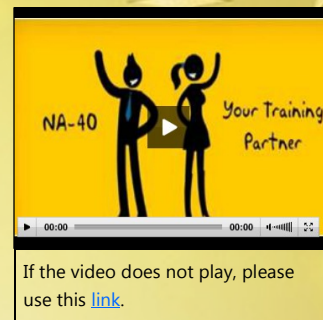 NA-40
Your Training
Partner
00:00
00:00
If the video does not play, please
use this link.